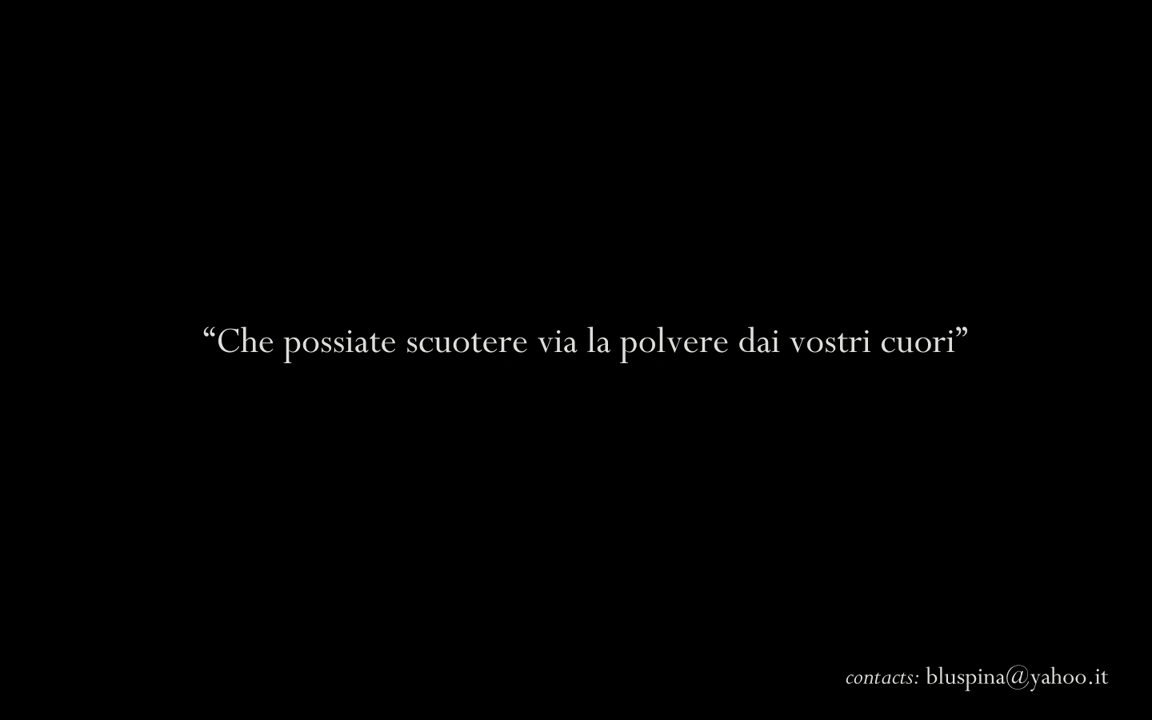 “Che possiate scuotere via la polvere dai vostri cuori”
contacts: bluspina@yahoo.it